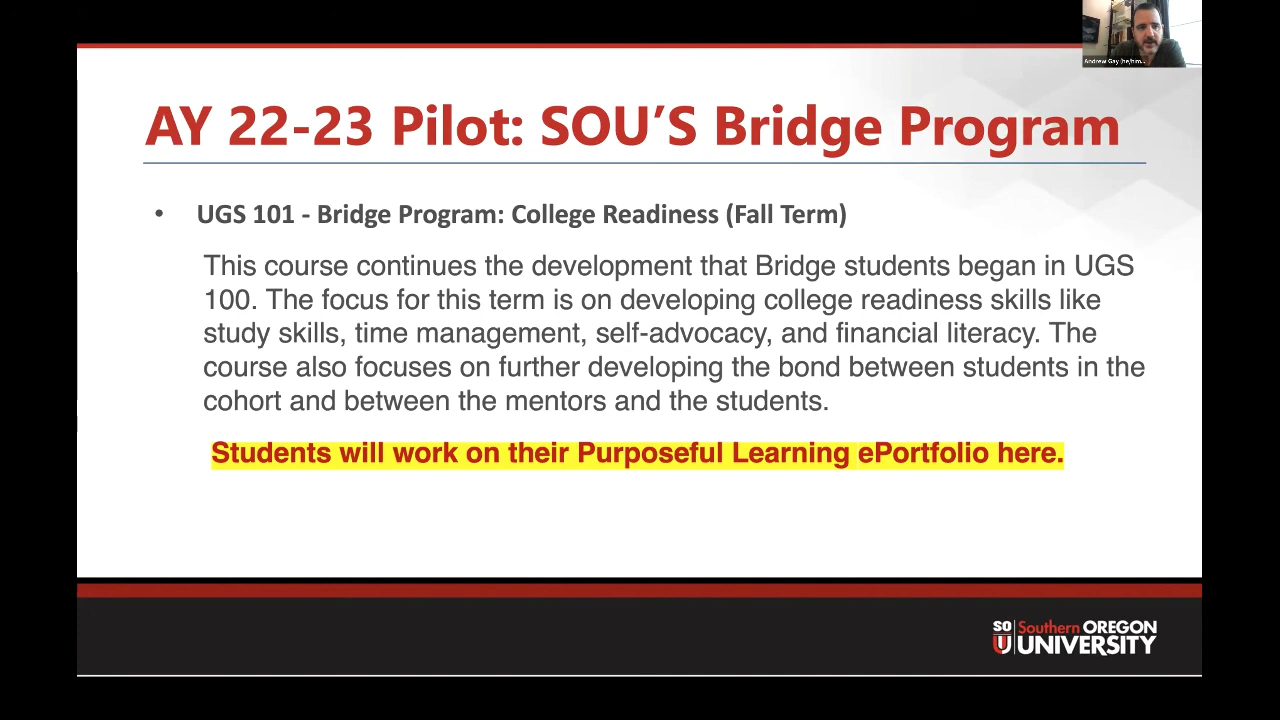 Andrew Gay (he/him...
AY 22-23 Pilot: SOU'S Bridge Program
• UGS 101 - Bridge Program: College Readiness (Fall Term)
This course continues the development that Bridge students began in UGS
100. The focus for this term is on developing college readiness skills like
study skills, time management, self-advocacy, and financial literacy. The
course also focuses on further developing the bond between students in the
cohort and between the mentors and the students.
Students will work on their Purposeful Learning ePortfolio here.
SO
U
Southern OREGON
UNIVERSITY